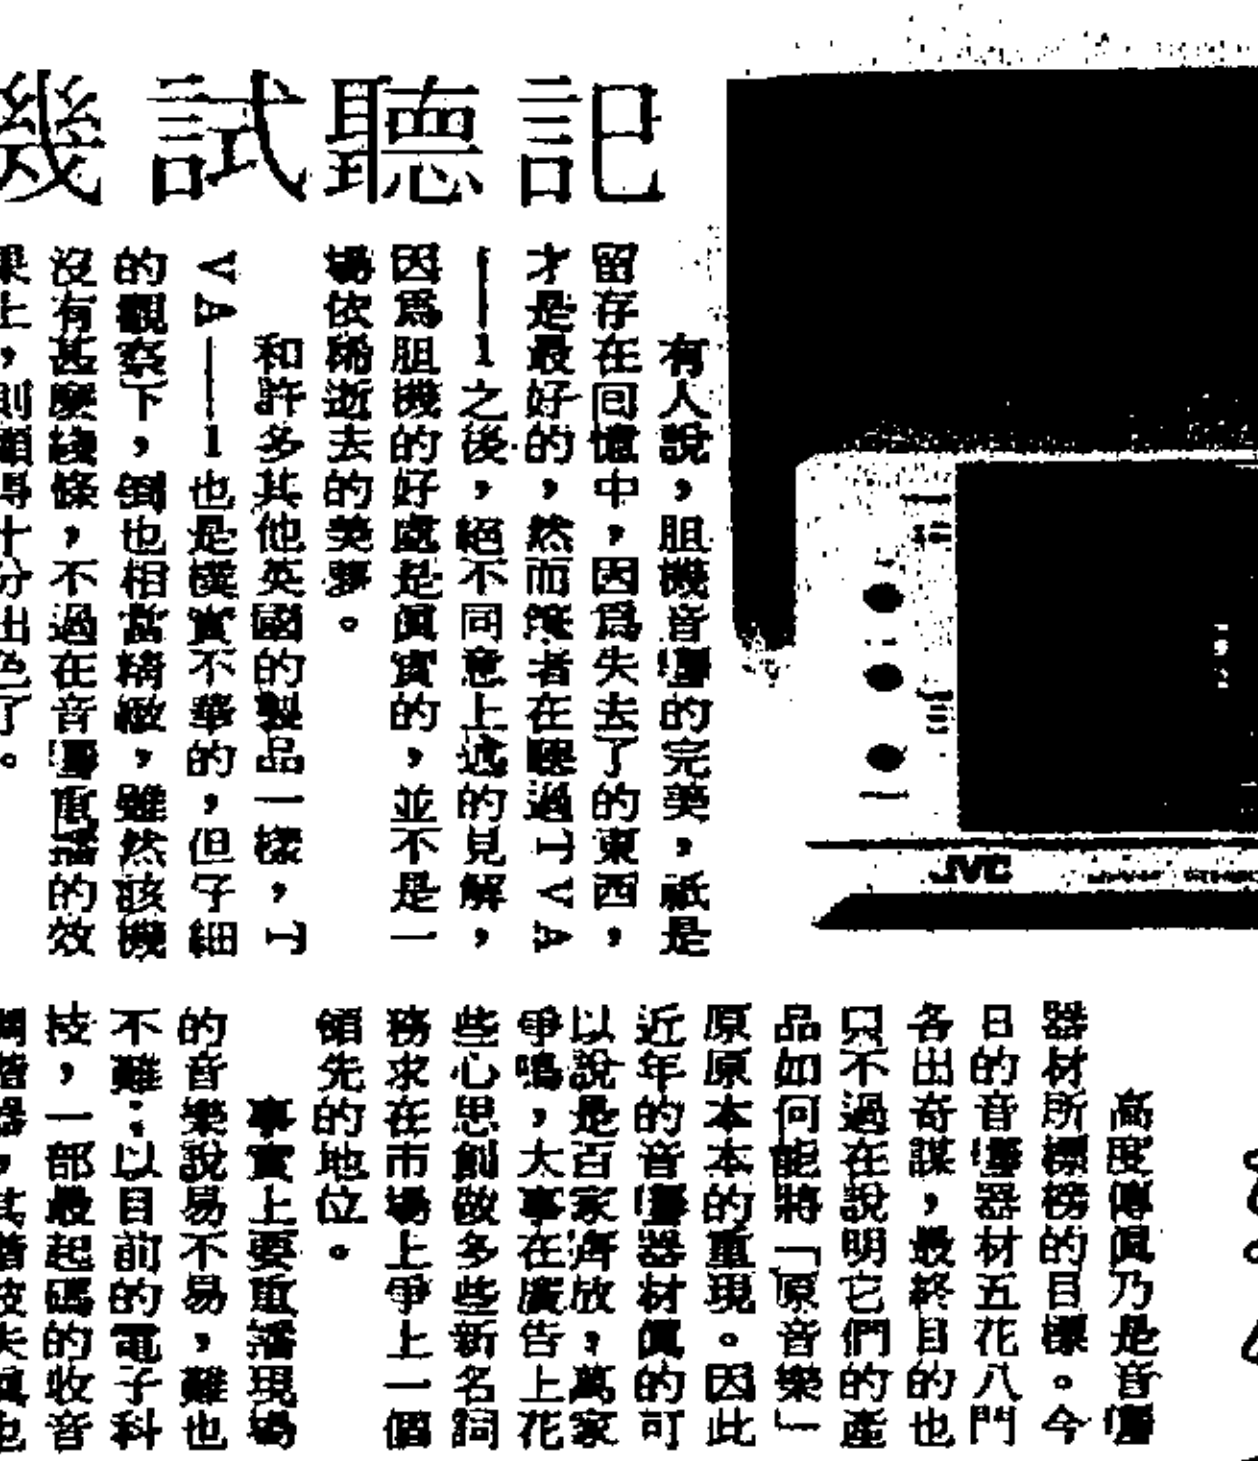 機試聽記
有人說，胆機音響的完美，祇是
留存在回憶中，因為失去了的東西，
才是最好的，然而筆者在聽過TVA
——1之後，絕不同意上述的見解，
因為胆機的好處是眞實的，並不是一
場依稀逝去的美夢。
和許多其他英國的製品一樣，T
VA——1也是樸實不華的，但仔細
的觀察下，倒也相當精緻，雖然該機
沒有甚麼綫條，不過在音響重播的效
果上，則顯得十分出色了。
JVC
高度傳眞乃是音響
器材所標榜的目標。今
日的音響器材五花八門
各出奇謀，最終目的也
只不過在說明它們的產
品如何能將「原音樂」
原原本本的重現。因此
近年的音響器材眞的可
以說是百家齊放，萬家
爭鳴，大事在廣告上花
些心思創做多些新名詞
務求在市場上爭上一個
領先的地位。
事實上要重播現場
的音樂說易不易，難也
不難：以目前的電子科
技，一部最起碼的收音
其諧波失眞也